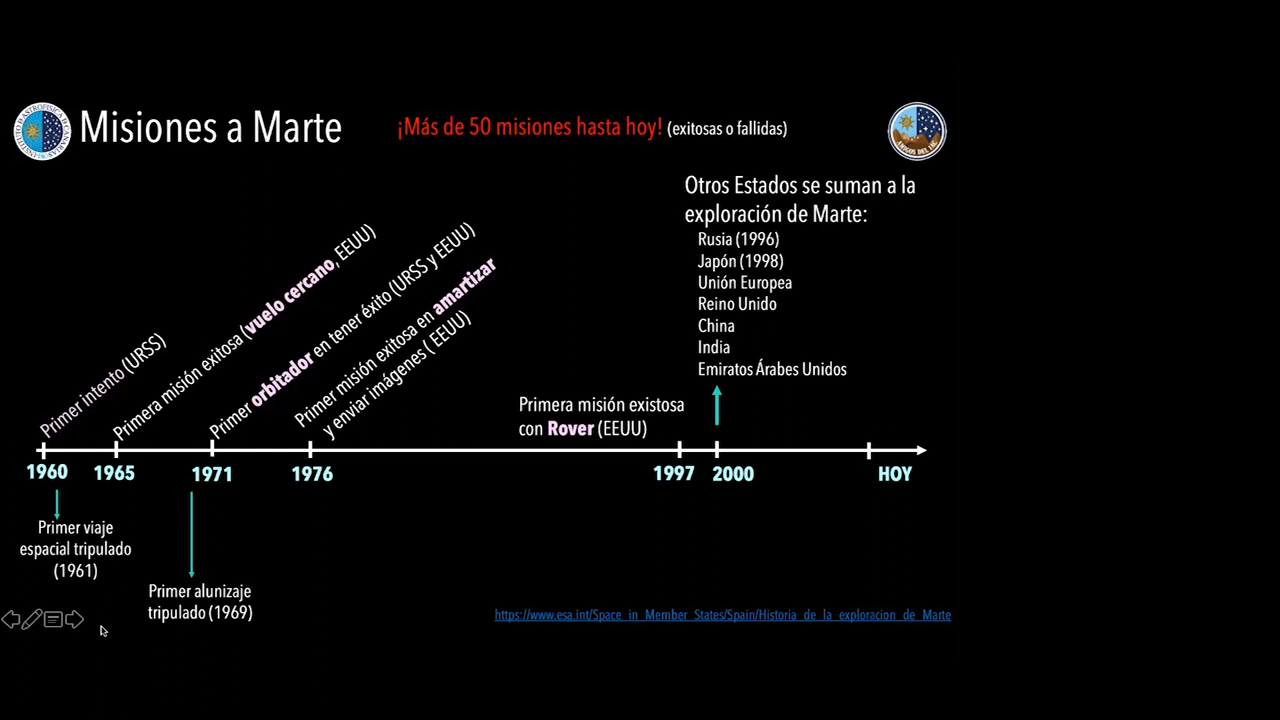 Misiones a Marte
¡Más de 50 misiones hasta hoy! (exitosas o fallidas)
AMIGOS DEL IAC
Otros Estados se suman a la
exploración de Marte:
Rusia (1996)
Japón (1998)
Unión Europea
Reino Unido
China
India
Emiratos Árabes Unidos
Primer intento (URSS)
Primera misión exitosa (vuelo cercano, EEUU)
Primer orbitador en tener éxito (URSS y EEUU)
Primer misión exitosa en amartizar
y enviar imágenes ( EEUU)
Primera misión existosa
con Rover (EEUU)
1960
1965
1971
1976
1997
2000
HOY
Primer viaje
espacial tripulado
(1961)
Primer alunizaje
tripulado (1969)
https://www.esa.int/Space_in_Member_States/Spain/Historia_de_la_exploracion_de_Marte